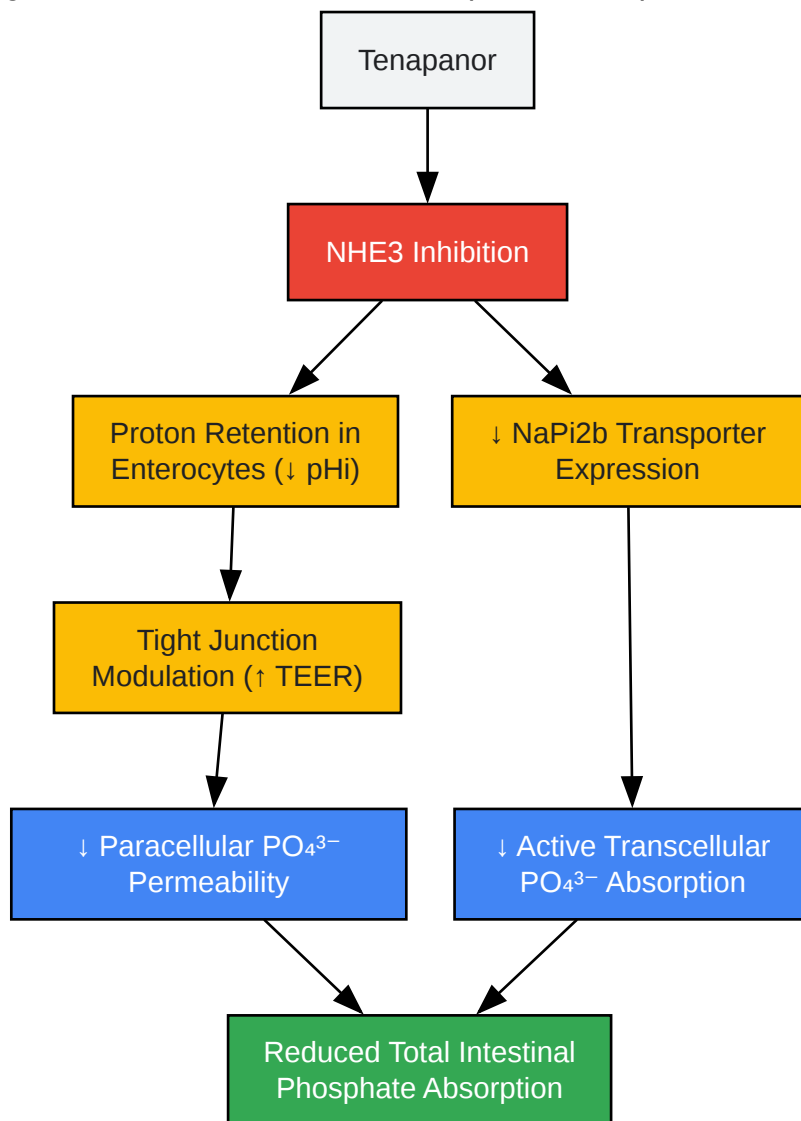 Tenapanor
NHE3 Inhibition
Proton Retention in
Enterocytes (↓ pHi)
↓ NaPi2b Transporter
Expression
Tight Junction
Modulation (↑ TEER)
↓ Paracellular PO₄³⁻
Permeability
↓ Active Transcellular
PO₄³⁻ Absorption
Reduced Total Intestinal
Phosphate Absorption